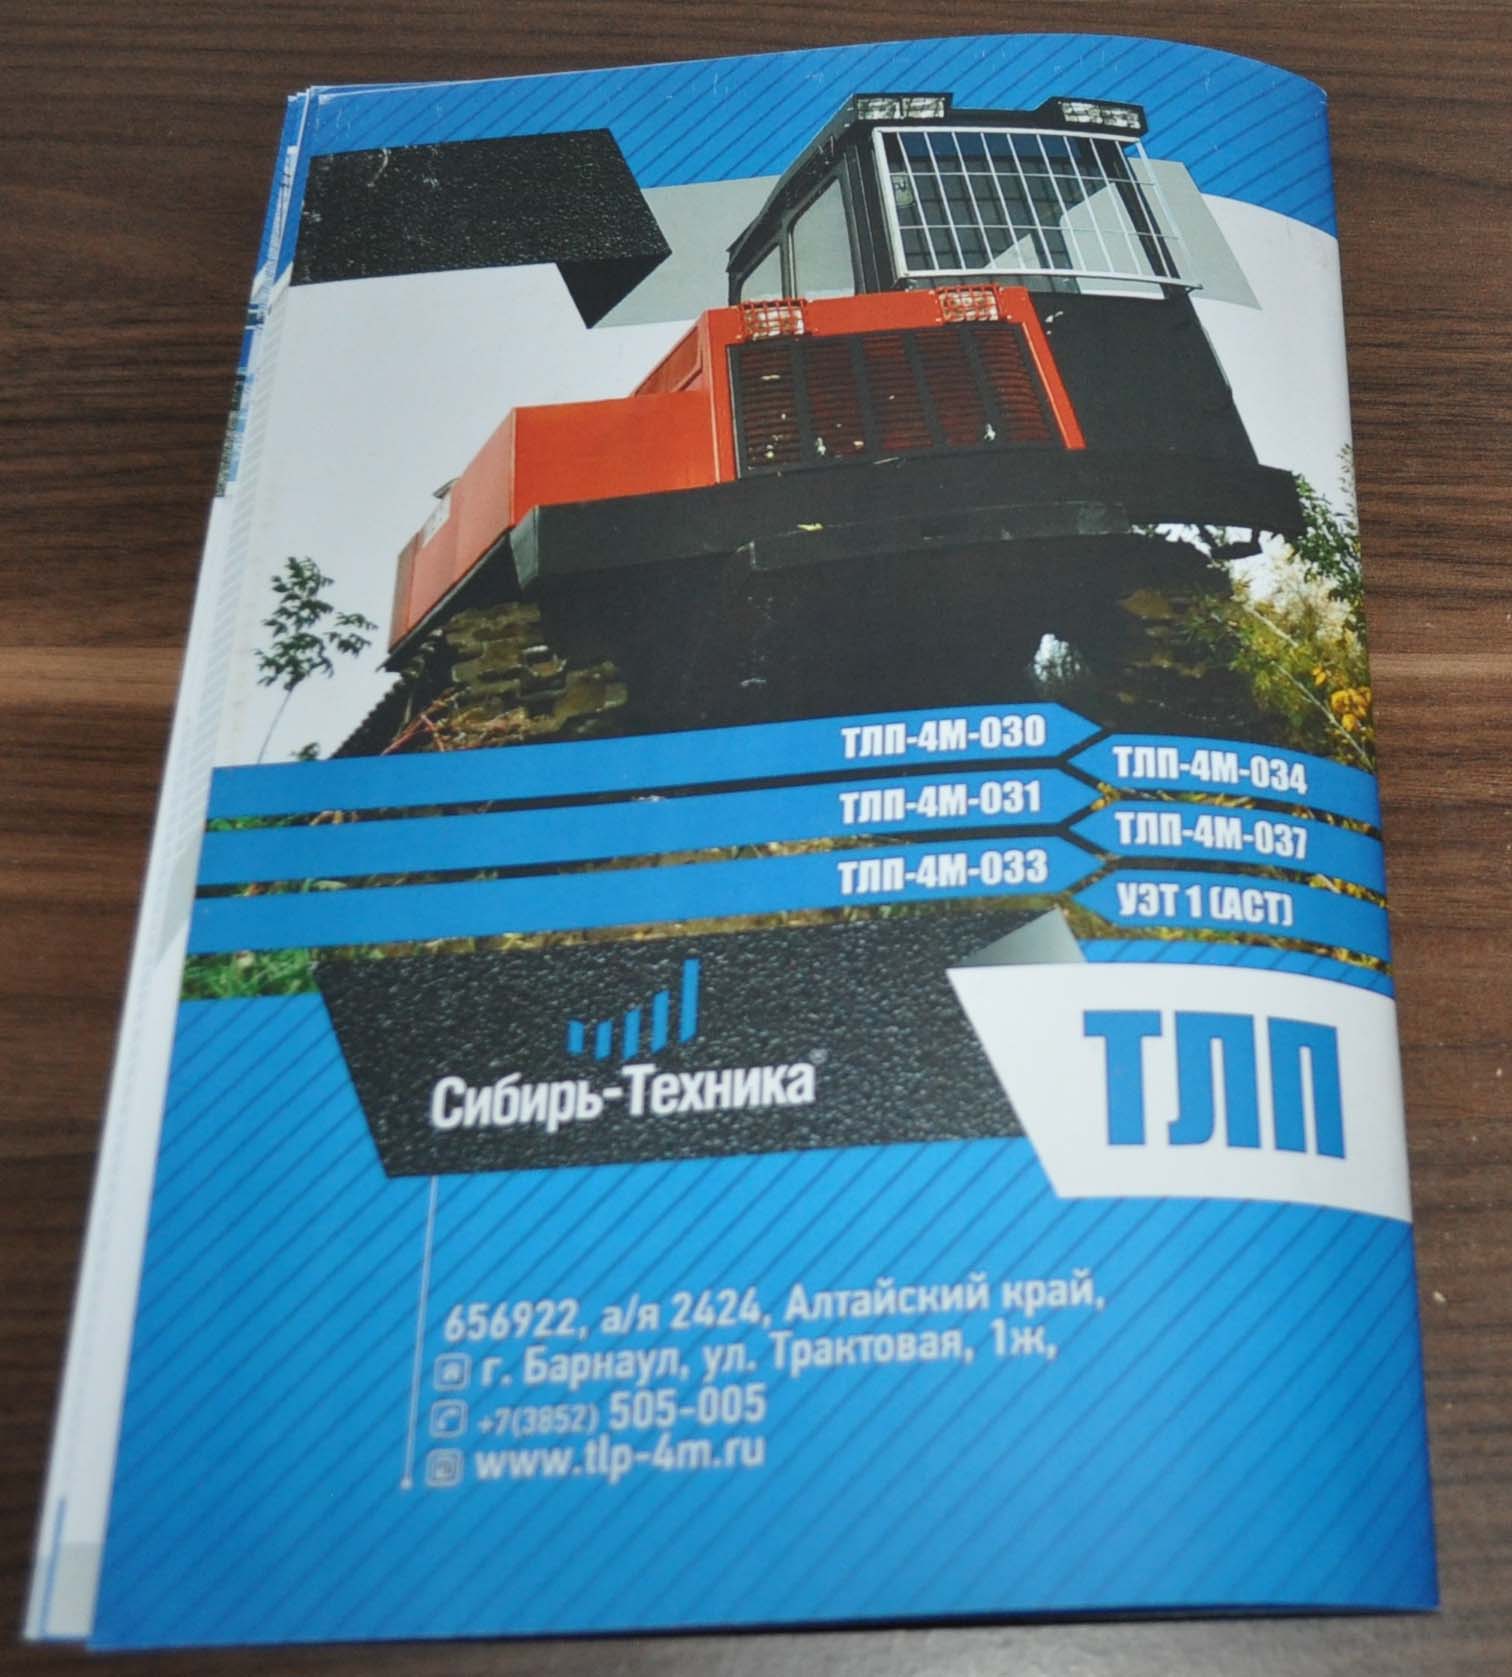 ТЛП-4М-030
ТЛП-4М-034
ТЛП-4М-031
ТЛП-4М-037
ТЛП-4М-033
УЭТ 1 (АСТ)
Сибирь-Техника®
ТЛП
656922, а/я 2424, Алтайский край,
г. Барнаул, ул. Трактовая, 1ж,
+7(3852) 505-005
www.tlp-4m.ru